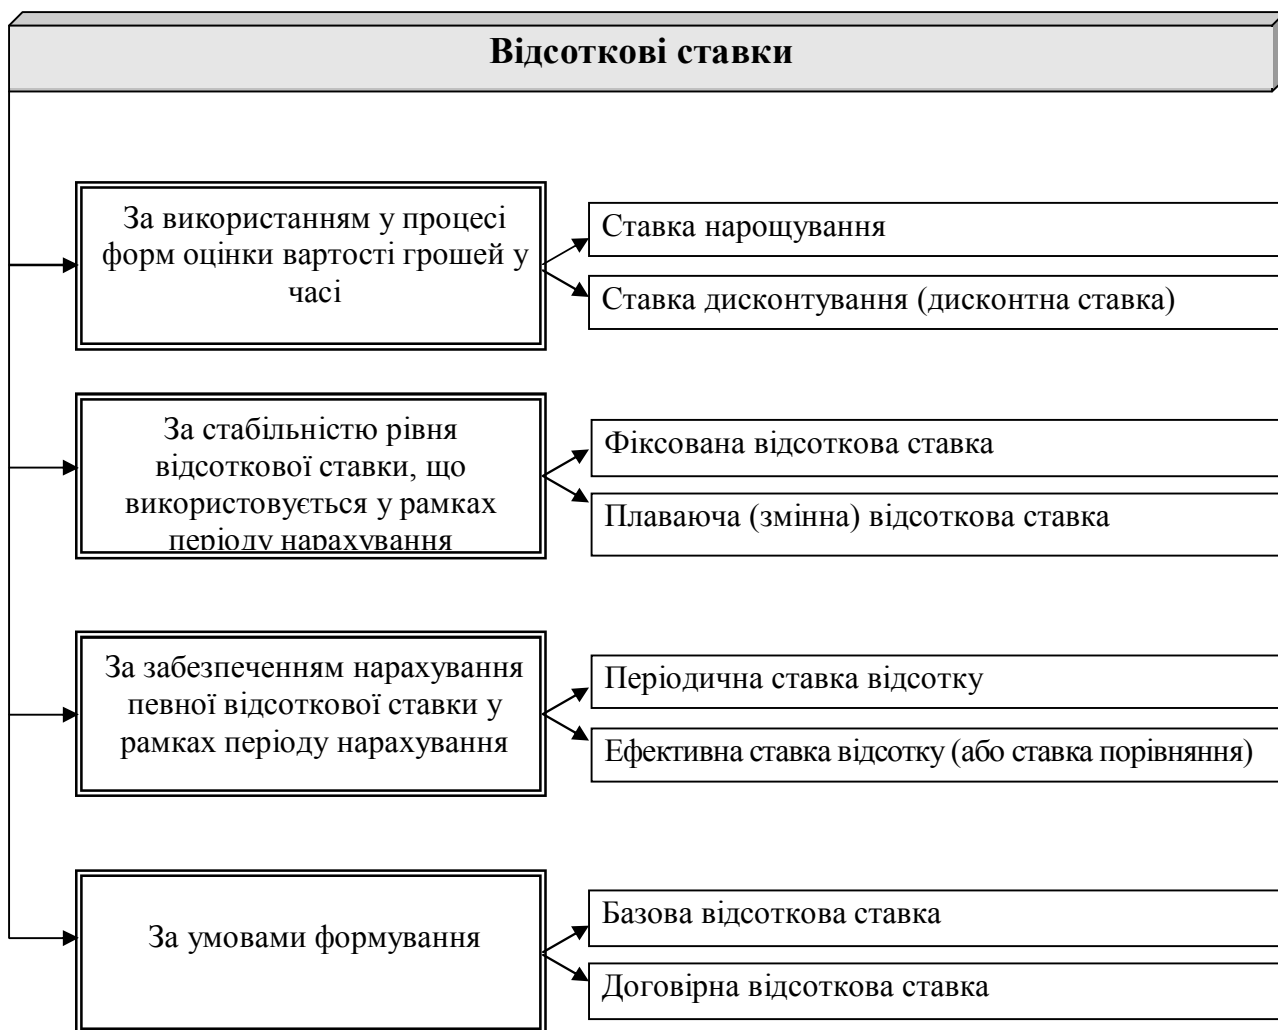 Відсоткові ставки
За використанням у процесі
форм оцінки вартості грошей у
часі
Ставка нарощування
Ставка дисконтування (дисконтна ставка)
За стабільністю рівня
відсоткової ставки, що
використовується у рамках
періоду нарахування
Фіксована відсоткова ставка
Плаваюча (змінна) відсоткова ставка
За забезпеченням нарахування
певної відсоткової ставки у
рамках періоду нарахування
Періодична ставка відсотку
Ефективна ставка відсотку (або ставка порівняння)
За умовами формування
Базова відсоткова ставка
Договірна відсоткова ставка